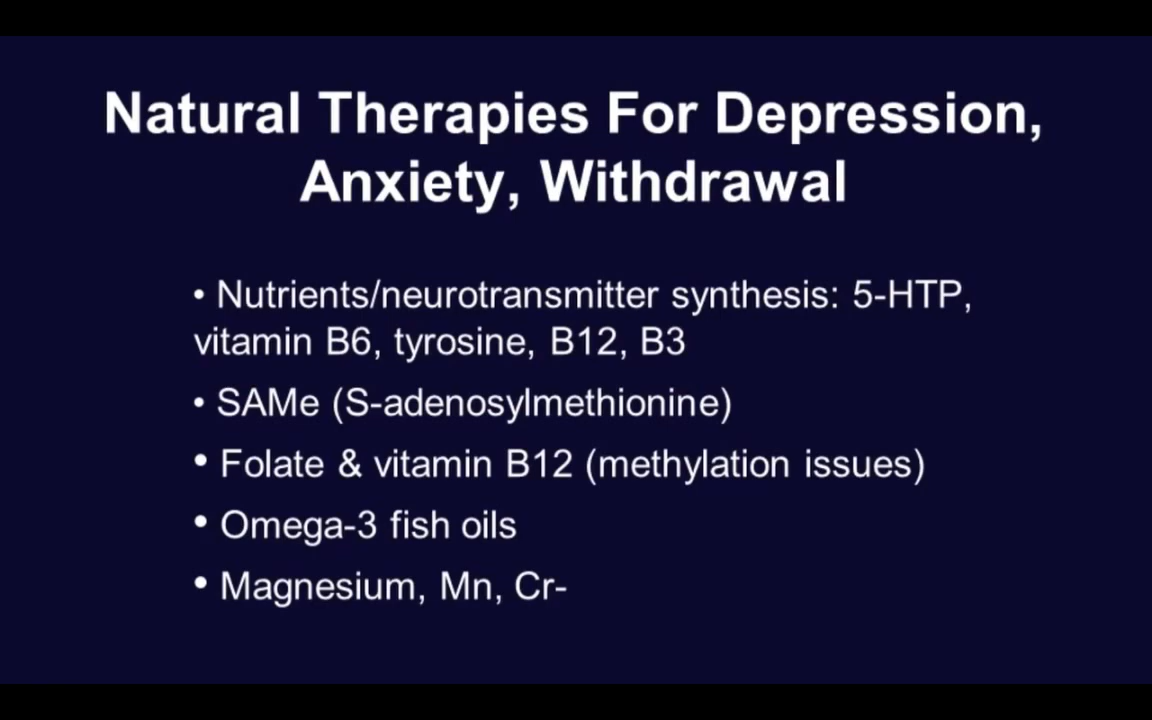 Natural Therapies For Depression,
Anxiety, Withdrawal
• Nutrients/neurotransmitter synthesis: 5-HTP,
vitamin B6, tyrosine, B12, B3
• SAMe (S-adenosylmethionine)
• Folate & vitamin B12 (methylation issues)
• Omega-3 fish oils
• Magnesium, Mn, Cr-